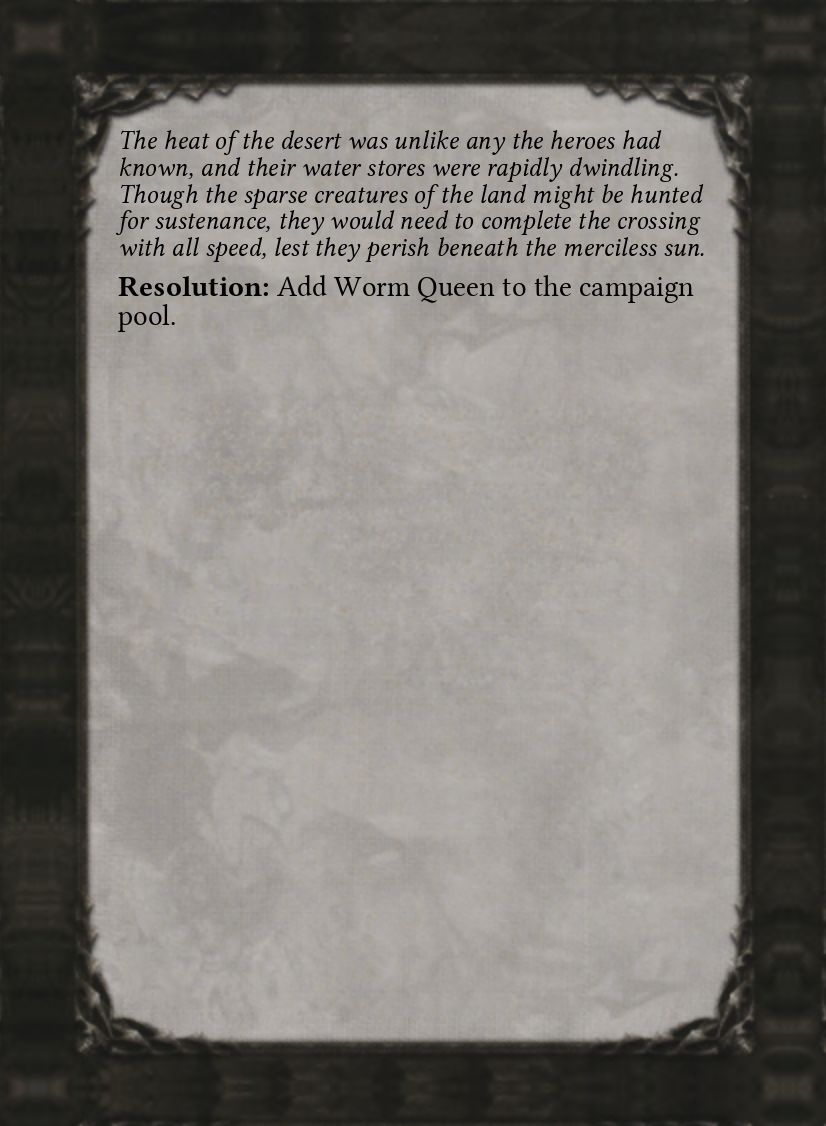 The heat of the desert was unlike any the heroes had
known, and their water stores were rapidly dwindling.
Though the sparse creatures of the land might be hunted
for sustenance, they would need to complete the crossing
with all speed, lest they perish beneath the merciless sun.
Resolution: Add Worm Queen to the campaign
pool.